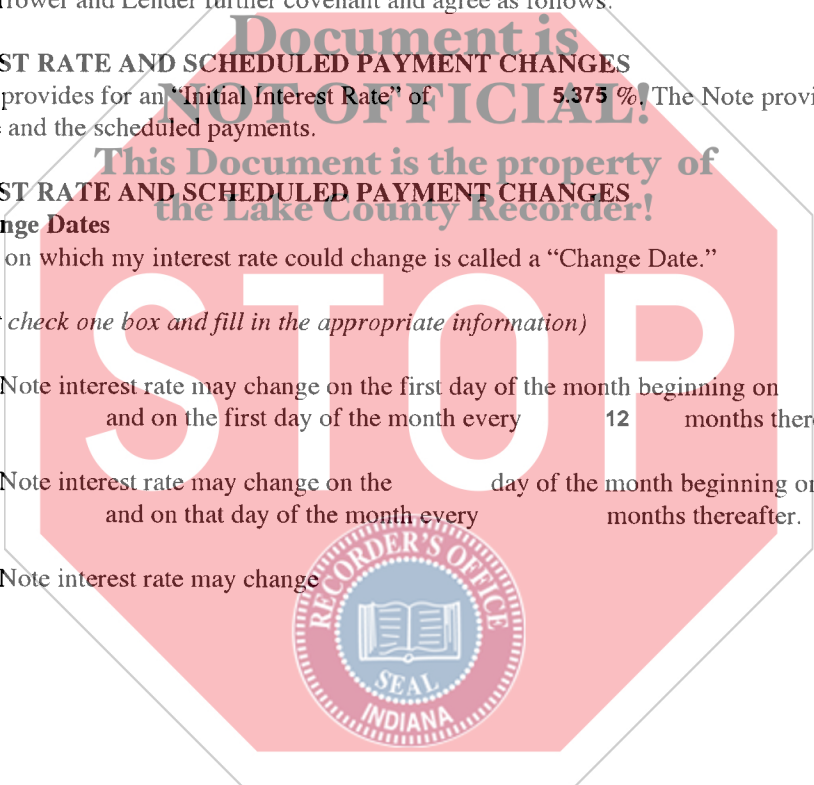 rower and Lender further covenant and agree as follows:
Document is
ST RATE AND SCHEDULED PAYMENT CHANGES
provides for an “Initial Interest Rate” of 5.375 %. The Note provi
NOT OFFICIAL!
and the scheduled payments.
This Document is the property of
ST RATE AND SCHEDULED PAYMENT CHANGES
the Lake County Recorder!
nge Dates
on which my interest rate could change is called a “Change Date.”
STOP
check one box and fill in the appropriate information)
Note interest rate may change on the first day of the month beginning on
and on the first day of the month every 12 months ther
Note interest rate may change on the day of the month beginning on
and on that day of the month every months thereafter.
Note interest rate may change
RECORDER'S OFFICE
SEAL
INDIANA